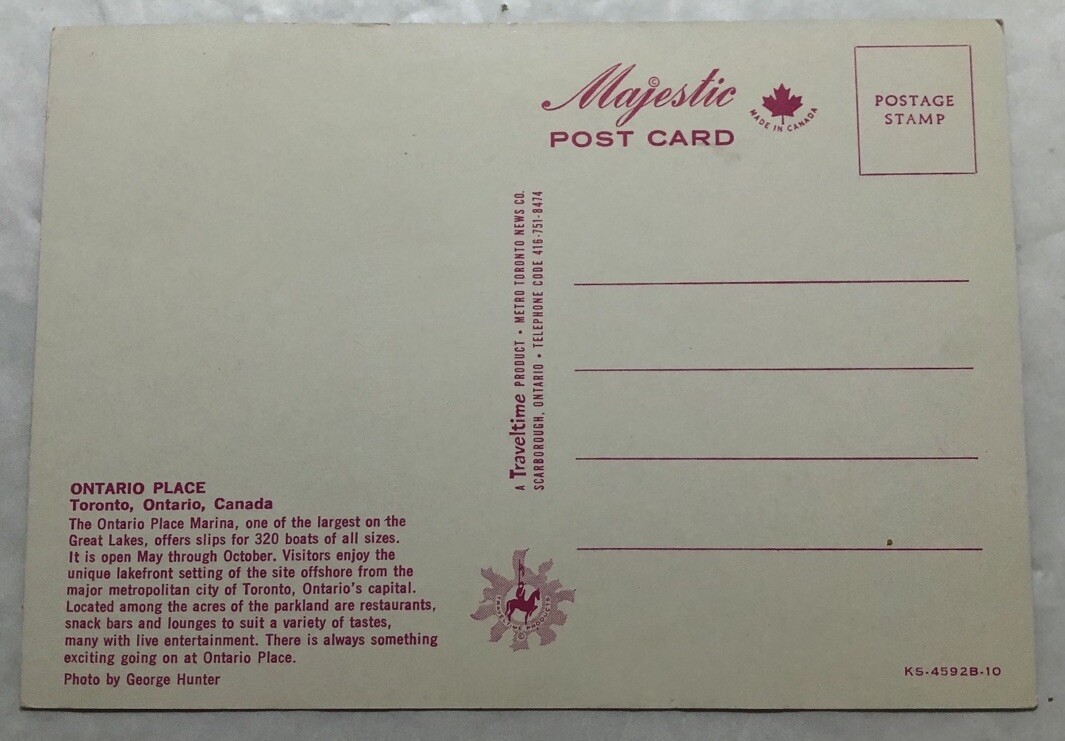 Majestic ©
POST CARD
MADE IN CANADA
POSTAGE
STAMP
A Traveltime PRODUCT • METRO TORONTO NEWS CO.
SCARBOROUGH, ONTARIO • TELEPHONE CODE 416-751-8474
ONTARIO PLACE
Toronto, Ontario, Canada
The Ontario Place Marina, one of the largest on the
Great Lakes, offers slips for 320 boats of all sizes.
It is open May through October. Visitors enjoy the
unique lakefront setting of the site offshore from the
major metropolitan city of Toronto, Ontario's capital.
Located among the acres of the parkland are restaurants,
snack bars and lounges to suit a variety of tastes,
many with live entertainment. There is always something
exciting going on at Ontario Place.
Photo by George Hunter
TRAVELTIME PRODUCTS
©
KS-4592B-10